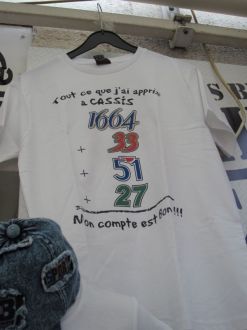 Tout ce que j'ai appris
à CASSIS
1664
+ 33
+ 51
+ 27
Mon compte est Bon!!!